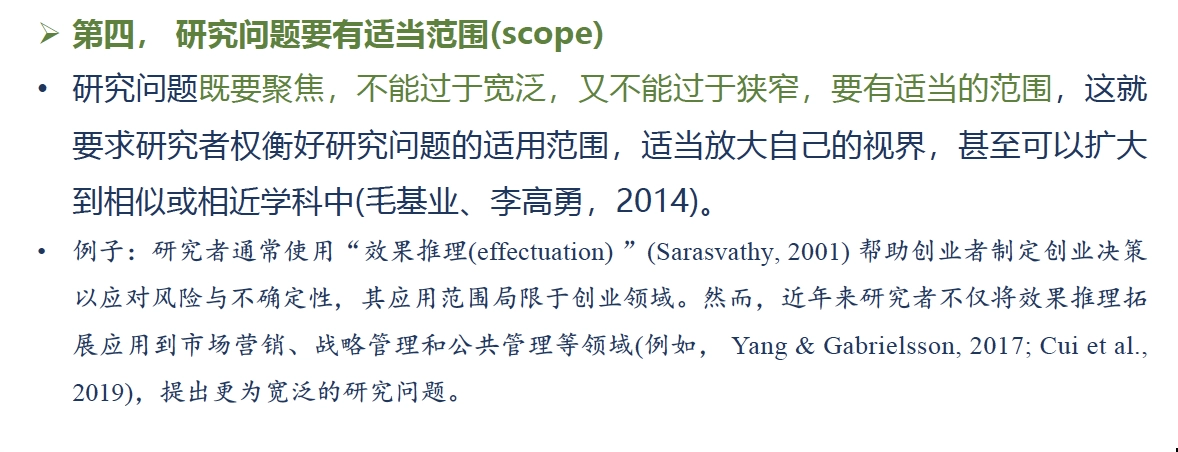 ➢ 第四， 研究问题要有适当范围(scope)
• 研究问题既要聚焦，不能过于宽泛，又不能过于狭窄，要有适当的范围，这就
要求研究者权衡好研究问题的适用范围，适当放大自己的视界，甚至可以扩大
到相似或相近学科中(毛基业、李高勇，2014)。
• 例子：研究者通常使用“效果推理(effectuation) ”(Sarasvathy, 2001) 帮助创业者制定创业决策
以应对风险与不确定性，其应用范围局限于创业领域。然而，近年来研究者不仅将效果推理拓
展应用到市场营销、战略管理和公共管理等领域(例如， Yang & Gabrielsson, 2017; Cui et al.,
2019)，提出更为宽泛的研究问题。